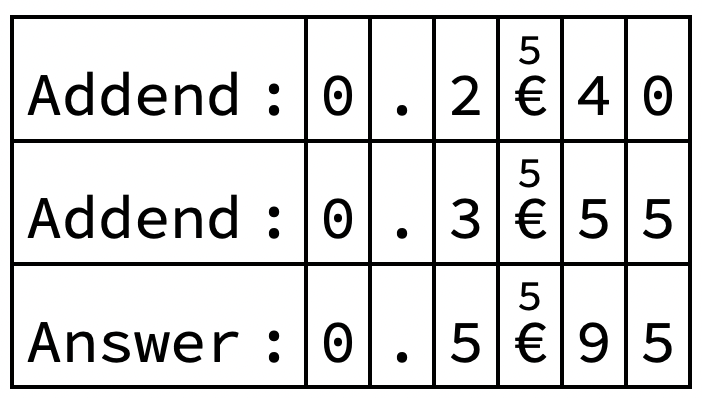 Addend : 0 . 2 5€ 4 0
Addend : 0 . 3 5€ 5 5
Answer : 0 . 5 5€ 9 5